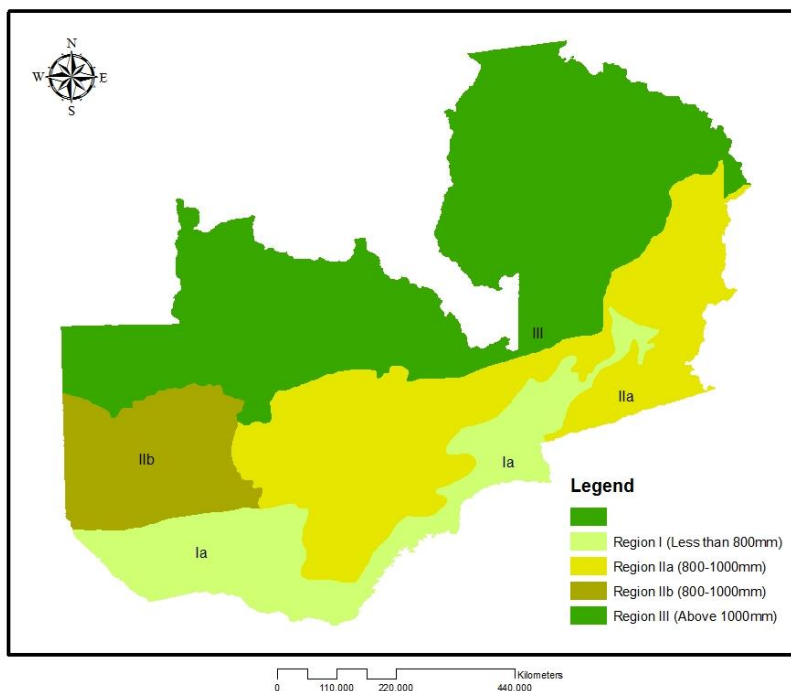 N
W E
S
III
IIa
IIb
Ia
Ia
Legend
Region I (Less than 800mm)
Region IIa (800-1000mm)
Region IIb (800-1000mm)
Region III (Above 1000mm)
Kilometers
0 110.000 220.000 440.000